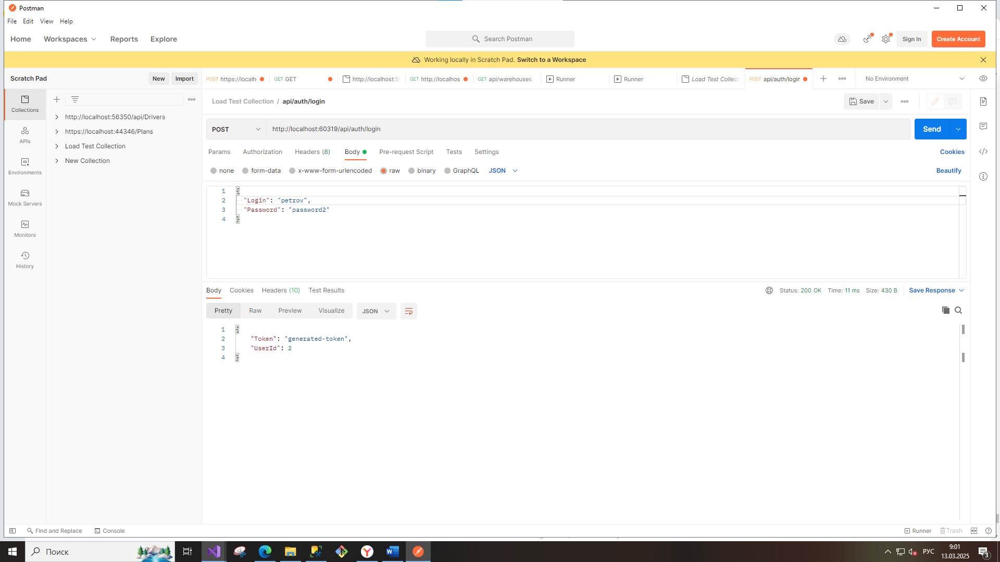 Postman
File Edit View Help
Home Workspaces Reports Explore
Search Postman
Sign In
Create Account
Working locally in Scratch Pad. Switch to a Workspace
Scratch Pad
New
Import
POST https://localh
GET GET
http://localhost:5
GET http://localhos
GET api/warehouses
Runner
Runner
Load Test Collect
POST api/auth/login
No Environment
Collections
APIs
Environments
Mock Servers
Monitors
History
http://localhost:56350/api/Drivers
https://localhost:44346/Plans
Load Test Collection
New Collection
Load Test Collection / api/auth/login
Save
POST
http://localhost:60319/api/auth/login
Send
Params Authorization Headers (8) Body Pre-request Script Tests Settings
Cookies
none form-data x-www-form-urlencoded raw binary GraphQL JSON
Beautify
1 {
2 "Login": "petrov",
3 "Password": "password2"
4 }
Body Cookies Headers (10) Test Results
Status: 200 OK Time: 11 ms Size: 430 B
Save Response
Pretty Raw Preview Visualize JSON
1 {
2 "Token": "generated-token",
3 "UserId": 2
4 }
Find and Replace
Console
Runner
Trash
Поиск
РУС
9:01
13.03.2025
3